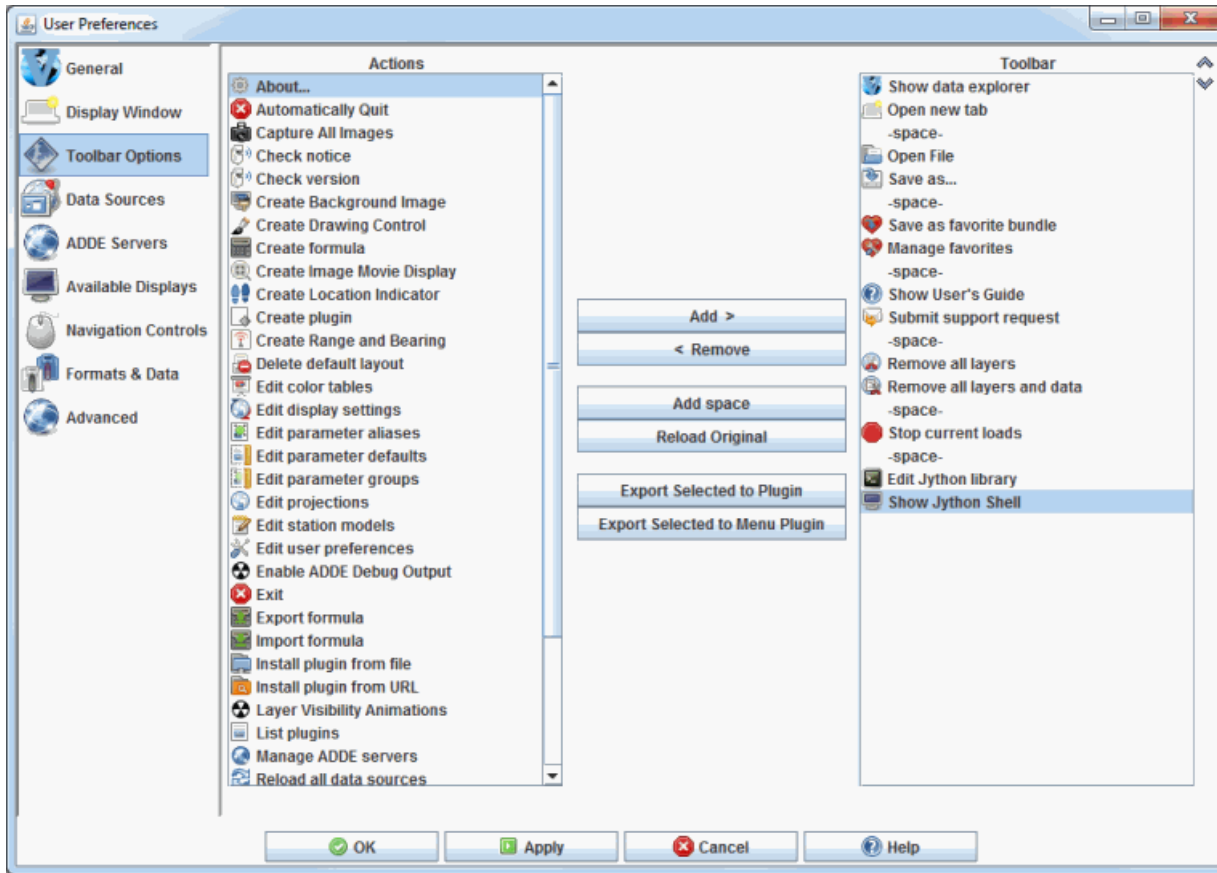 User Preferences
General
Display Window
Toolbar Options
Data Sources
ADDE Servers
Available Displays
Navigation Controls
Formats & Data
Advanced
Actions
About...
Automatically Quit
Capture All Images
Check notice
Check version
Create Background Image
Create Drawing Control
Create formula
Create Image Movie Display
Create Location Indicator
Create plugin
Create Range and Bearing
Delete default layout
Edit color tables
Edit display settings
Edit parameter aliases
Edit parameter defaults
Edit parameter groups
Edit projections
Edit station models
Edit user preferences
Enable ADDE Debug Output
Exit
Export formula
Import formula
Install plugin from file
Install plugin from URL
Layer Visibility Animations
List plugins
Manage ADDE servers
Reload all data sources
Add >
< Remove
Add space
Reload Original
Export Selected to Plugin
Export Selected to Menu Plugin
Toolbar
Show data explorer
Open new tab
-space-
Open File
Save as...
-space-
Save as favorite bundle
Manage favorites
-space-
Show User's Guide
Submit support request
-space-
Remove all layers
Remove all layers and data
-space-
Stop current loads
-space-
Edit Jython library
Show Jython Shell
OK
Apply
Cancel
Help